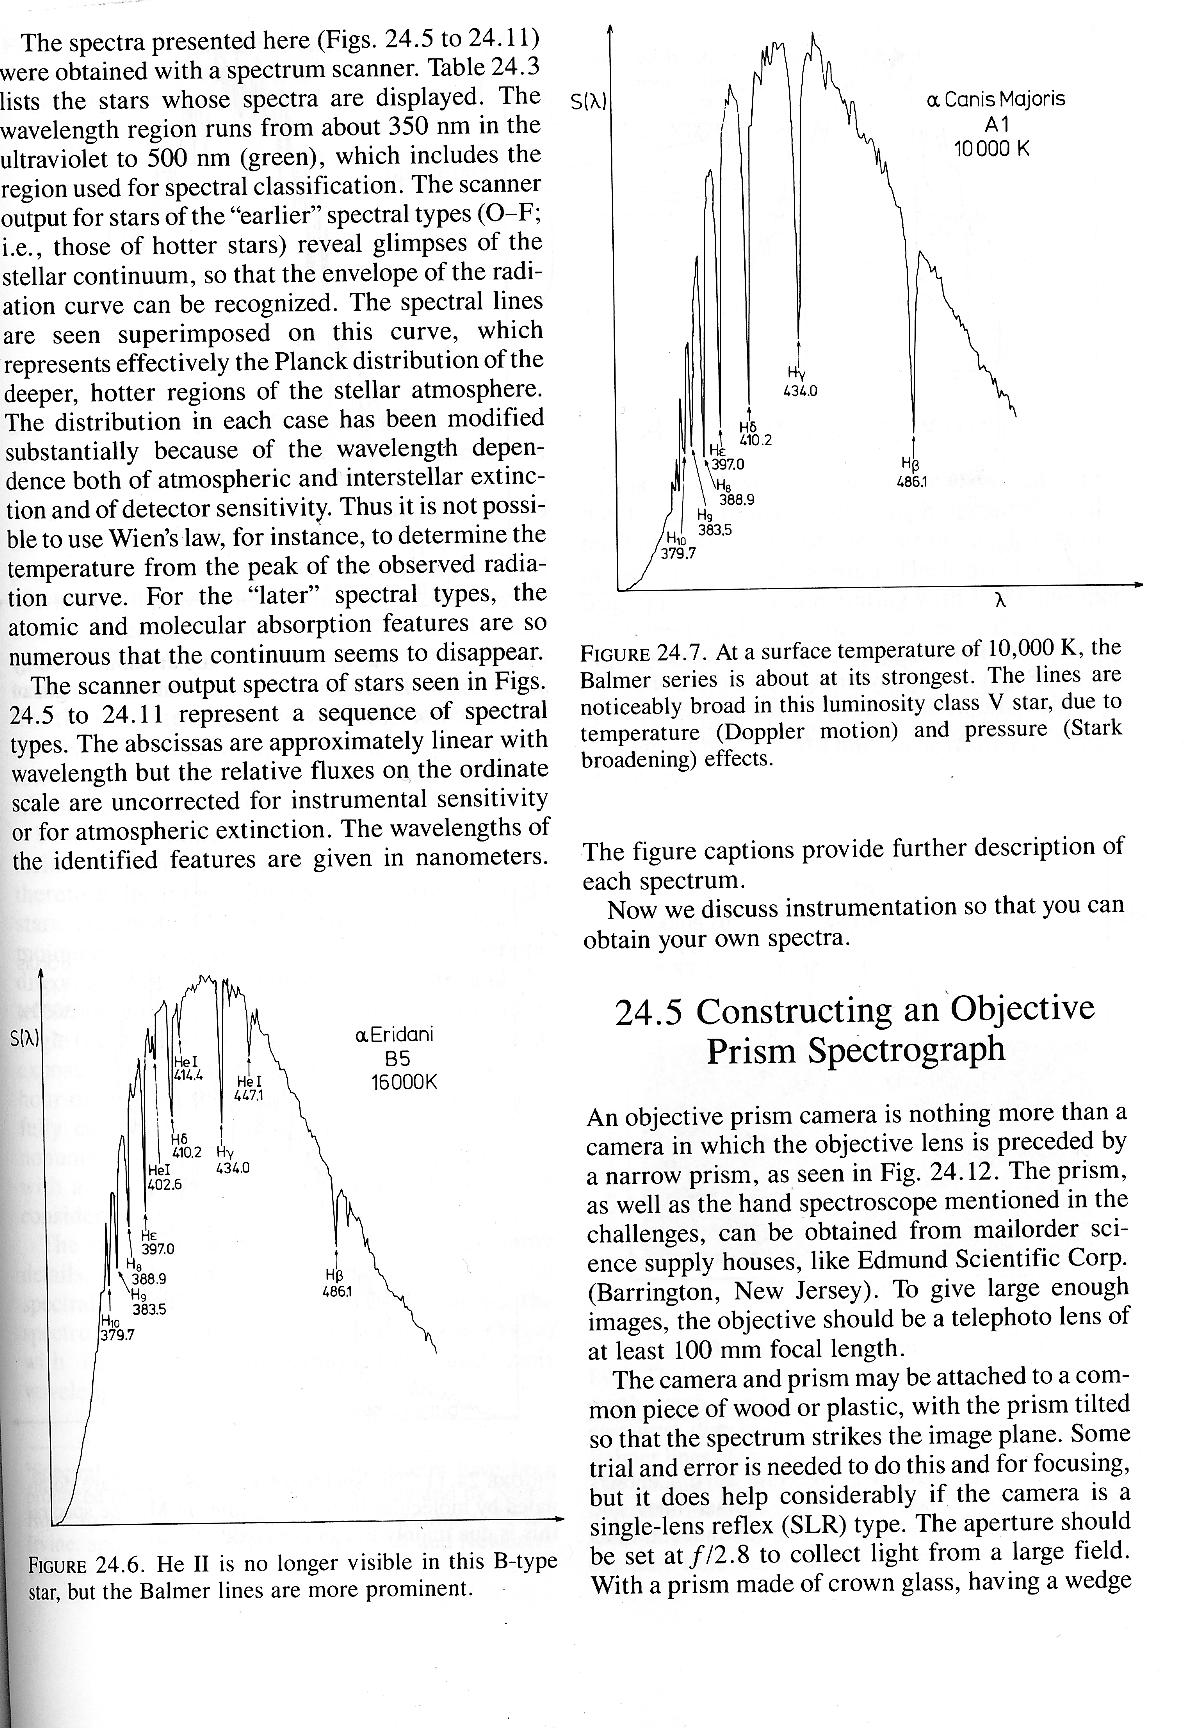 The spectra presented here (Figs. 24.5 to 24.11)
were obtained with a spectrum scanner. Table 24.3
lists the stars whose spectra are displayed. The
wavelength region runs from about 350 nm in the
ultraviolet to 500 nm (green), which includes the
region used for spectral classification. The scanner
output for stars of the “earlier” spectral types (O–F;
i.e., those of hotter stars) reveal glimpses of the
stellar continuum, so that the envelope of the radi-
ation curve can be recognized. The spectral lines
are seen superimposed on this curve, which
represents effectively the Planck distribution of the
deeper, hotter regions of the stellar atmosphere.
The distribution in each case has been modified
substantially because of the wavelength depen-
dence both of atmospheric and interstellar extinc-
tion and of detector sensitivity. Thus it is not possi-
ble to use Wien's law, for instance, to determine the
temperature from the peak of the observed radia-
tion curve. For the “later” spectral types, the
atomic and molecular absorption features are so
numerous that the continuum seems to disappear.
The scanner output spectra of stars seen in Figs.
24.5 to 24.11 represent a sequence of spectral
types. The abscissas are approximately linear with
wavelength but the relative fluxes on the ordinate
scale are uncorrected for instrumental sensitivity
or for atmospheric extinction. The wavelengths of
the identified features are given in nanometers.
S(λ)
α Eridani
B5
16000K
HeI
414.4
HeI
447.1
Hδ
410.2
Hγ
434.0
HeI
402.6
Hε
397.0
H8
388.9
H9
383.5
H10
379.7
Hβ
486.1
FIGURE 24.6. He II is no longer visible in this B-type
star, but the Balmer lines are more prominent.
S(λ)
α Canis Majoris
A1
10000 K
Hγ
434.0
Hδ
410.2
Hε
397.0
H8
388.9
H9
383.5
H10
379.7
Hβ
486.1
λ
FIGURE 24.7. At a surface temperature of 10,000 K, the
Balmer series is about at its strongest. The lines are
noticeably broad in this luminosity class V star, due to
temperature (Doppler motion) and pressure (Stark
broadening) effects.
The figure captions provide further description of
each spectrum.
Now we discuss instrumentation so that you can
obtain your own spectra.
24.5 Constructing an Objective
Prism Spectrograph
An objective prism camera is nothing more than a
camera in which the objective lens is preceded by
a narrow prism, as seen in Fig. 24.12. The prism,
as well as the hand spectroscope mentioned in the
challenges, can be obtained from mailorder sci-
ence supply houses, like Edmund Scientific Corp.
(Barrington, New Jersey). To give large enough
images, the objective should be a telephoto lens of
at least 100 mm focal length.
The camera and prism may be attached to a com-
mon piece of wood or plastic, with the prism tilted
so that the spectrum strikes the image plane. Some
trial and error is needed to do this and for focusing,
but it does help considerably if the camera is a
single-lens reflex (SLR) type. The aperture should
be set at f/2.8 to collect light from a large field.
With a prism made of crown glass, having a wedge